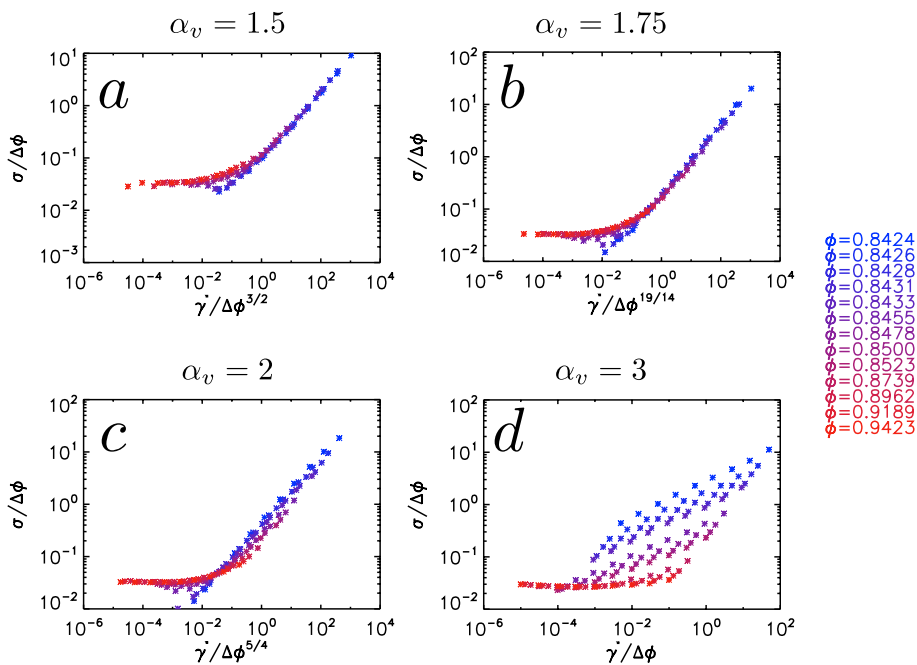 α_v = 1.5
a
σ/Δϕ
10^1
10^0
10^-1
10^-2
10^-3
10^-6 10^-4 10^-2 10^0 10^2 10^4
γ̇/Δϕ^3/2
α_v = 1.75
b
σ/Δϕ
10^2
10^1
10^0
10^-1
10^-2
10^-6 10^-4 10^-2 10^0 10^2 10^4
γ̇/Δϕ^19/14
α_v = 2
c
σ/Δϕ
10^2
10^1
10^0
10^-1
10^-2
10^-6 10^-4 10^-2 10^0 10^2 10^4
γ̇/Δϕ^5/4
α_v = 3
d
σ/Δϕ
10^2
10^1
10^0
10^-1
10^-2
10^-6 10^-4 10^-2 10^0 10^2
γ̇/Δϕ
ϕ=0.8424
ϕ=0.8426
ϕ=0.8428
ϕ=0.8431
ϕ=0.8433
ϕ=0.8455
ϕ=0.8478
ϕ=0.8500
ϕ=0.8523
ϕ=0.8739
ϕ=0.8962
ϕ=0.9189
ϕ=0.9423